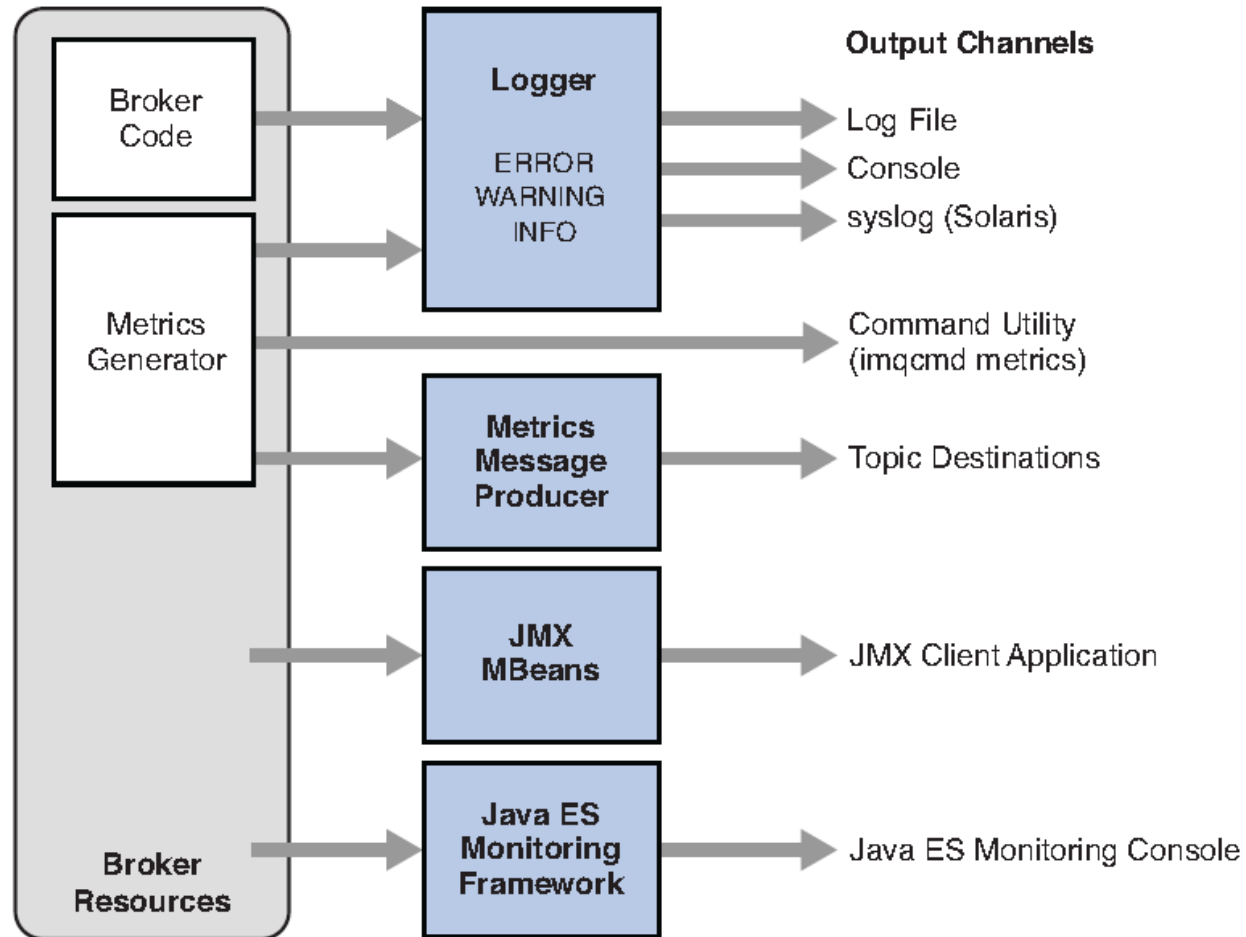 Output Channels
Broker
Code
Logger
ERROR
WARNING
INFO
Log File
Console
syslog (Solaris)
Metrics
Generator
Command Utility
(imqcmd metrics)
Metrics
Message
Producer
Topic Destinations
JMX
MBeans
JMX Client Application
Java ES
Monitoring
Framework
Java ES Monitoring Console
Broker
Resources